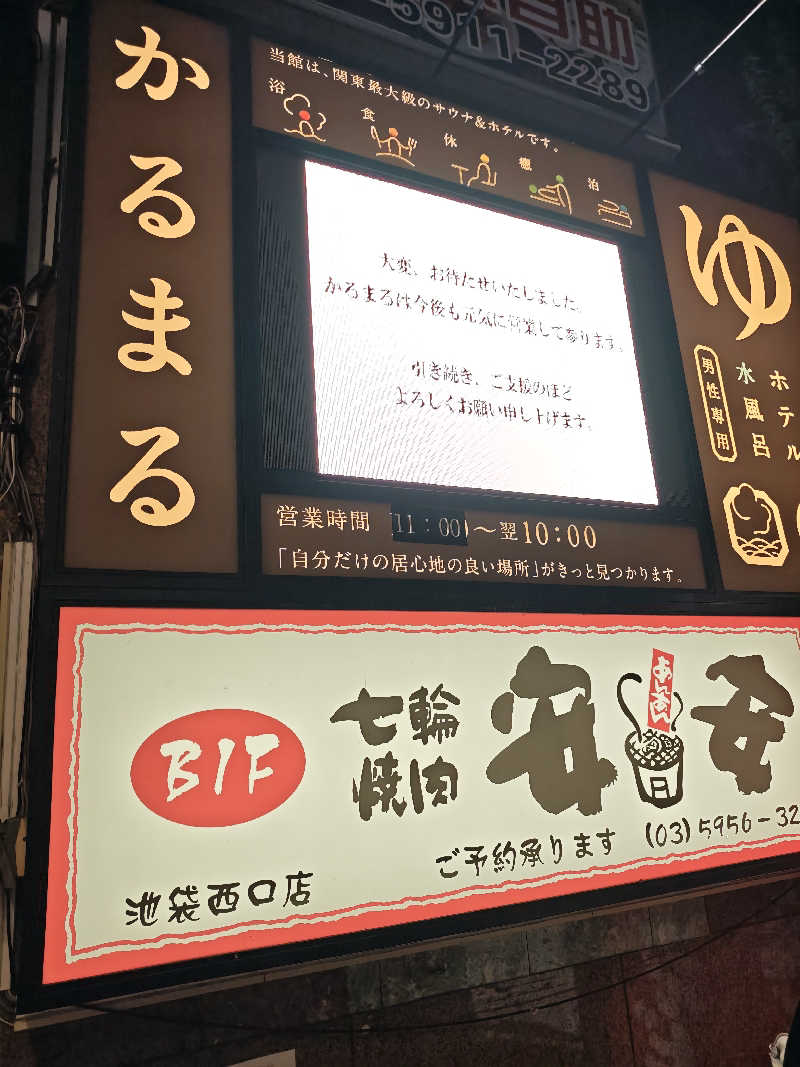 5911-2289
かるまる
当館は、関東最大級のサウナ&ホテルです。
浴 食 休 癒 泊
大変、お待たせいたしました。
かるまるは今後も元気に営業して参ります。
引き続き、ご支援のほど
よろしくお願い申し上げます。
営業時間 11:00〜翌10:00
「自分だけの居心地の良い場所」がきっと見つかります。
ゆ
男性専用
水風呂
ホテル
B1F
七輪
焼肉
安安
あんあん
ご予約承ります (03)5956-32
池袋西口店